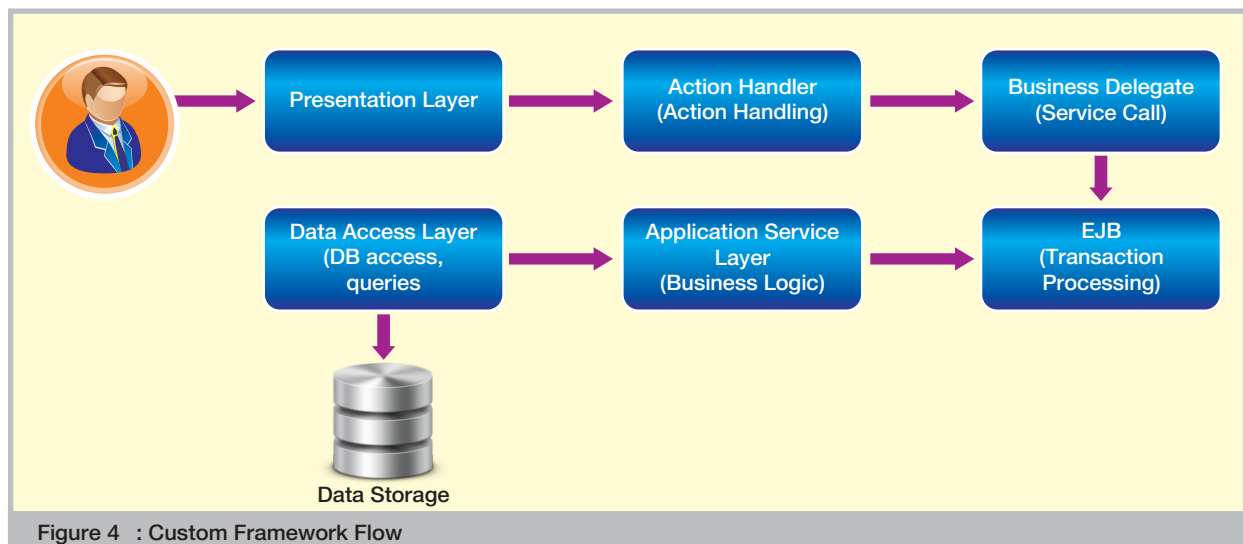 Presentation Layer
Action Handler
(Action Handling)
Business Delegate
(Service Call)
Data Access Layer
(DB access,
queries
Application Service
Layer
(Business Logic)
EJB
(Transaction
Processing)
Data Storage
Figure 4 : Custom Framework Flow